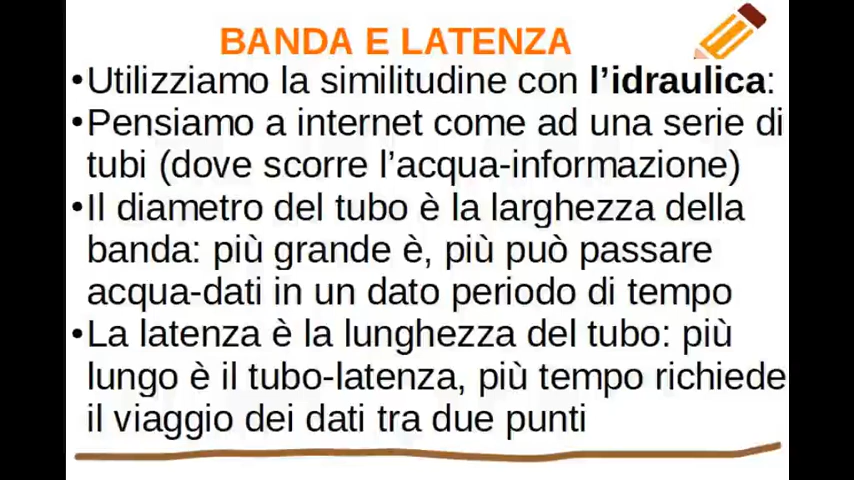 BANDA E LATENZA
•Utilizziamo la similitudine con l’idraulica:
•Pensiamo a internet come ad una serie di
tubi (dove scorre l’acqua-informazione)
•Il diametro del tubo è la larghezza della
banda: più grande è, più può passare
acqua-dati in un dato periodo di tempo
•La latenza è la lunghezza del tubo: più
lungo è il tubo-latenza, più tempo richiede
il viaggio dei dati tra due punti